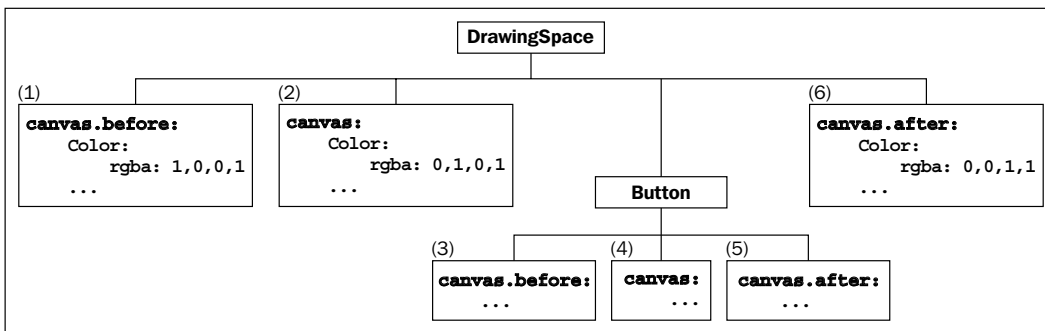 DrawingSpace
(1)
canvas.before:
Color:
rgba: 1,0,0,1
...
(2)
canvas:
Color:
rgba: 0,1,0,1
...
(6)
canvas.after:
Color:
rgba: 0,0,1,1
...
Button
(3)
canvas.before:
...
(4)
canvas:
...
(5)
canvas.after:
...